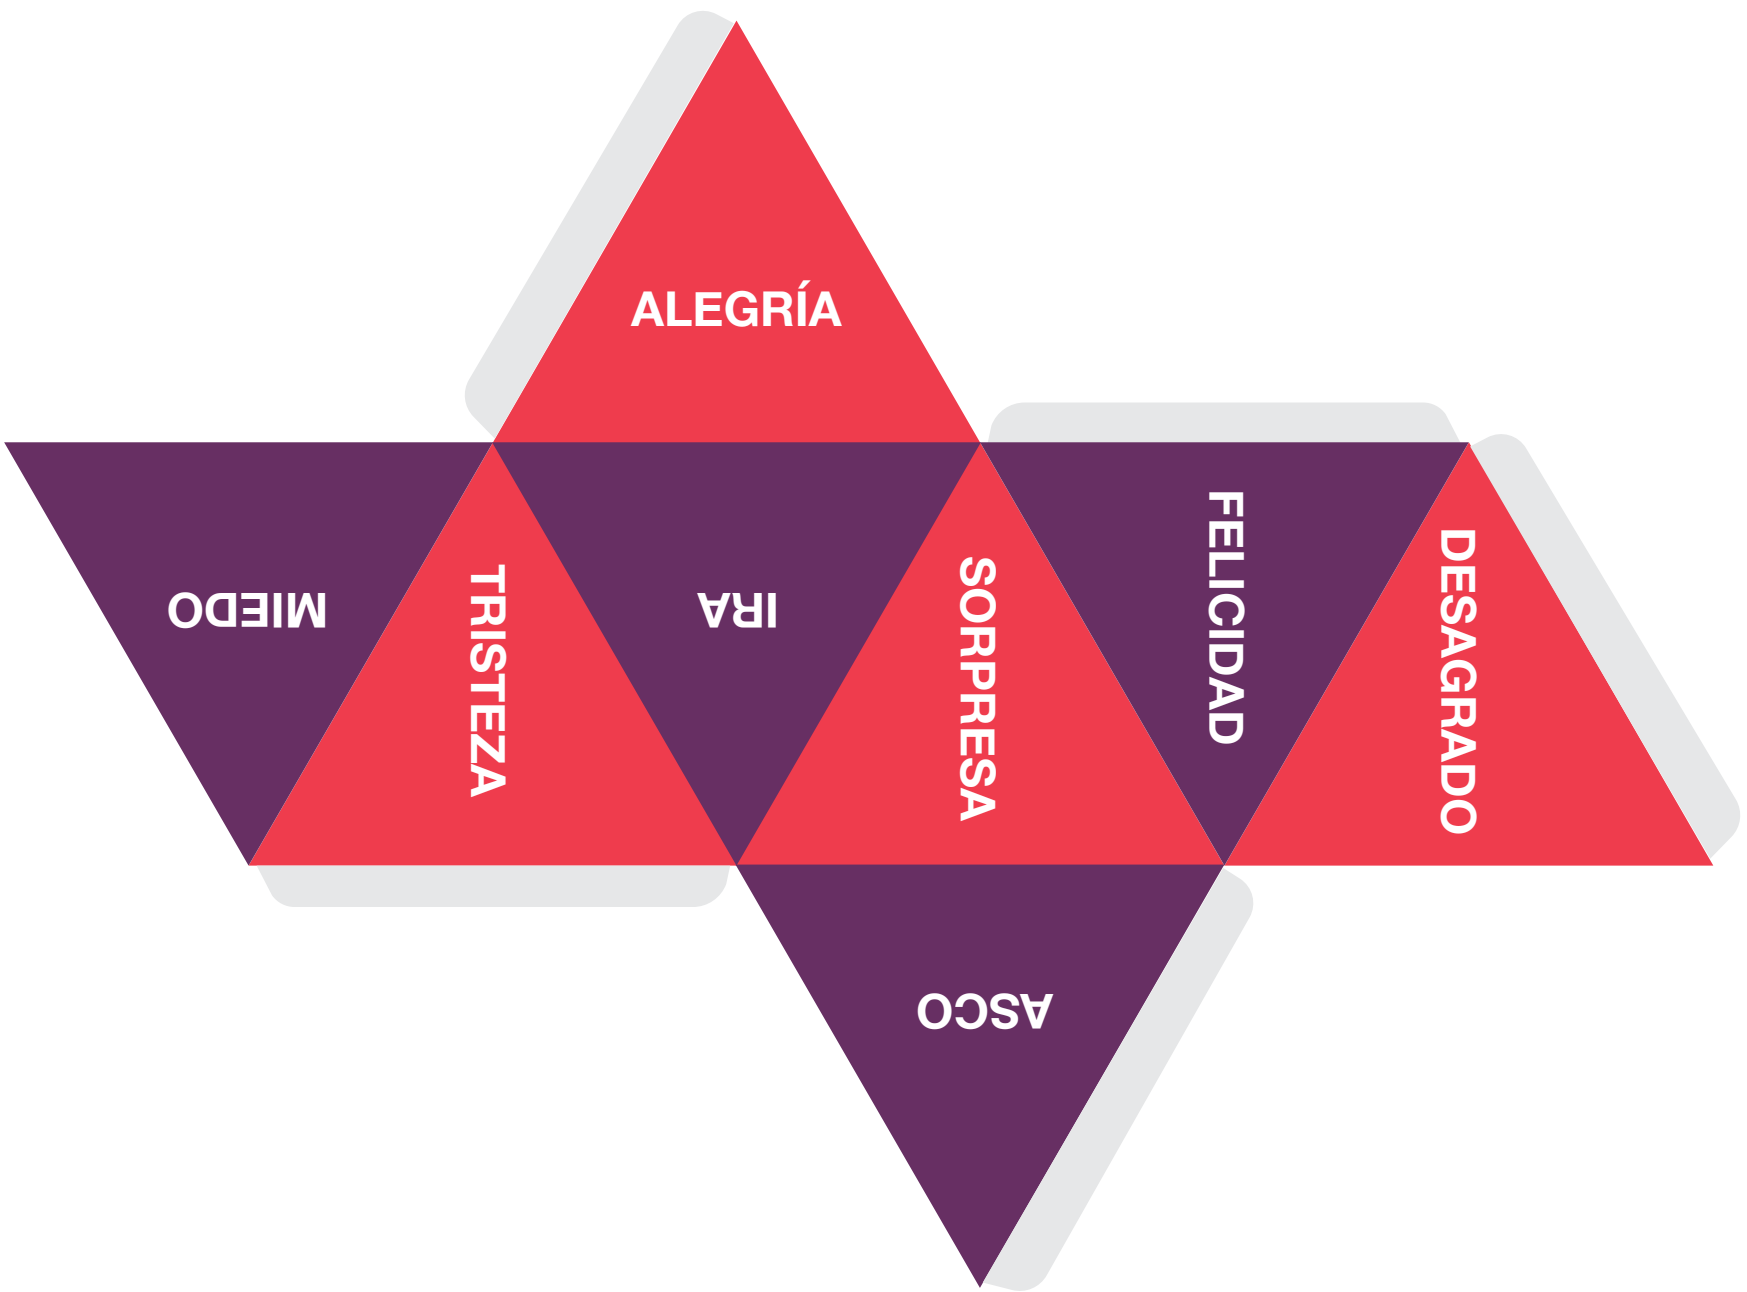 ALEGRÍA
MIEDO
TRISTEZA
IRA
SORPRESA
FELICIDAD
DESAGRADO
ASCO